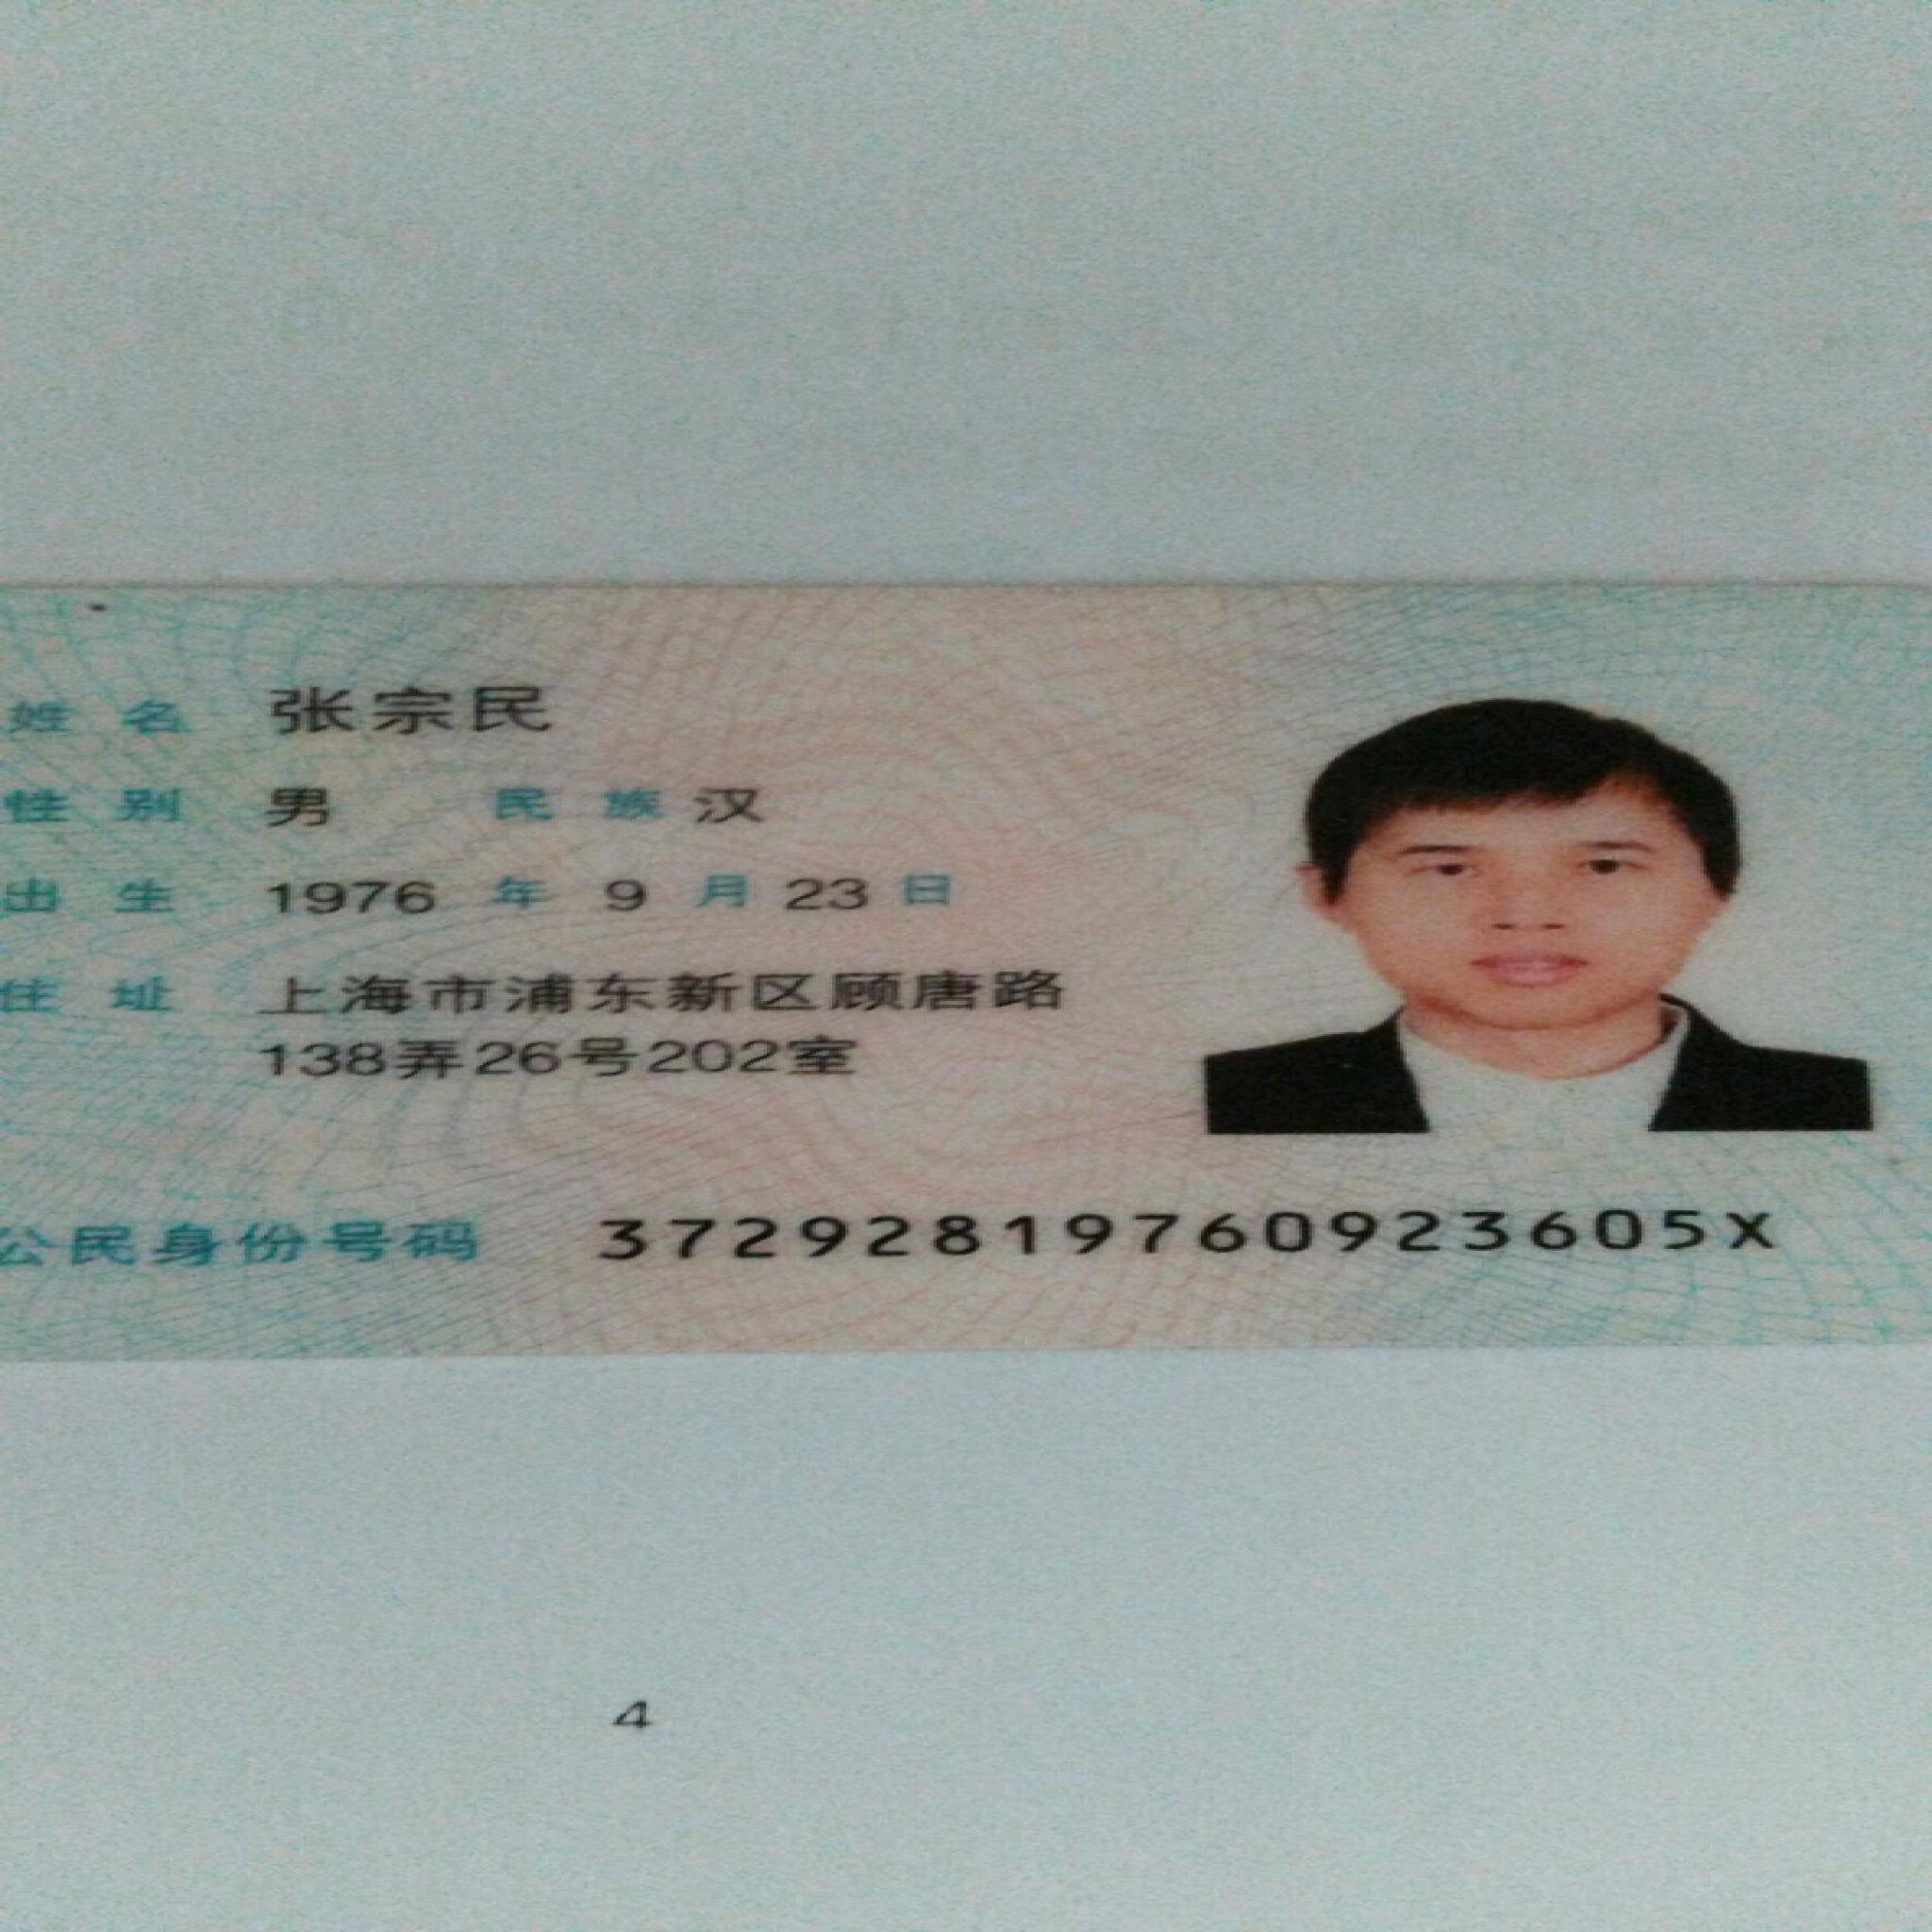 姓名 张宗民
性别 男 民族 汉
出生 1976 年 9 月 23 日
住址 上海市浦东新区顾唐路
138弄26号202室
公民身份号码 37292819760923605X
4